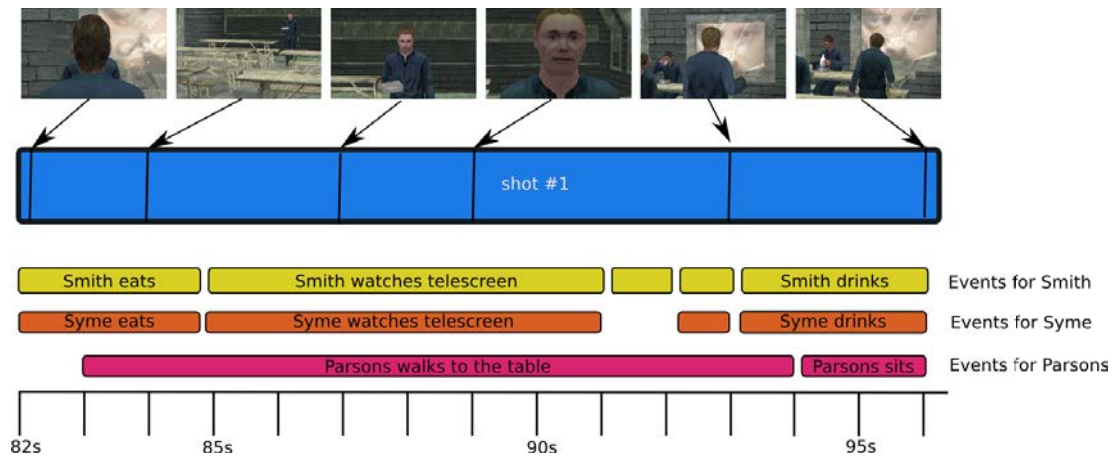 shot #1
Smith eats Smith watches telescreen Smith drinks Events for Smith
Syme eats Syme watches telescreen Syme drinks Events for Syme
Parsons walks to the table Parsons sits Events for Parsons
82s 85s 90s 95s